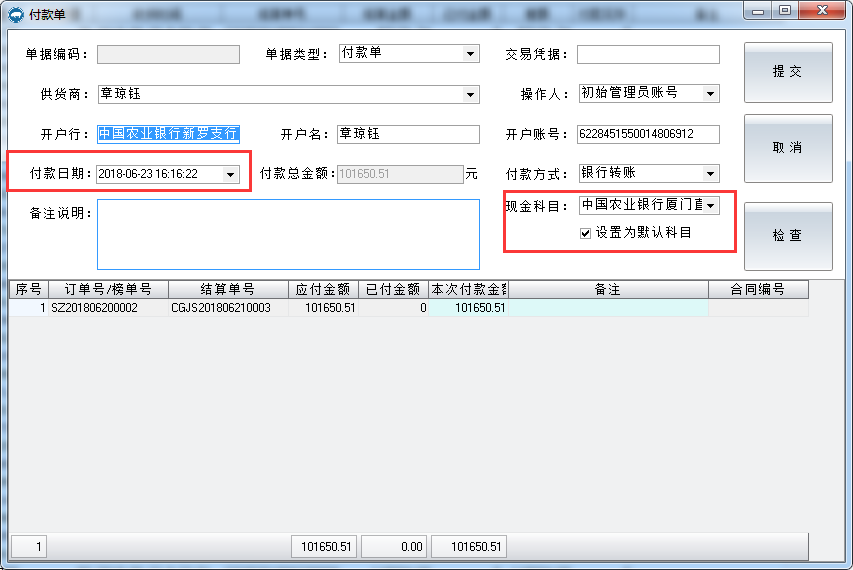 付款单
单据编码： 单据类型： 付款单 交易凭据： 提 交
供货商： 章琼钰 操作人： 初始管理员账号
开户行： 中国农业银行新罗支行 开户名： 章琼钰 开户账号： 6228451550014806912 取 消
付款日期： 2018-06-23 16:16:22 付款总金额： 101650.51 元 付款方式： 银行转账
备注说明： 现金科目： 中国农业银行厦门直
设置为默认科目 检 查
序号 订单号/榜单号 结算单号 应付金额 已付金额 本次付款金额 备注 合同编号
1 SZ201806200002 CGJS201806210003 101650.51 0 101650.51
1 101650.51 0.00 101650.51